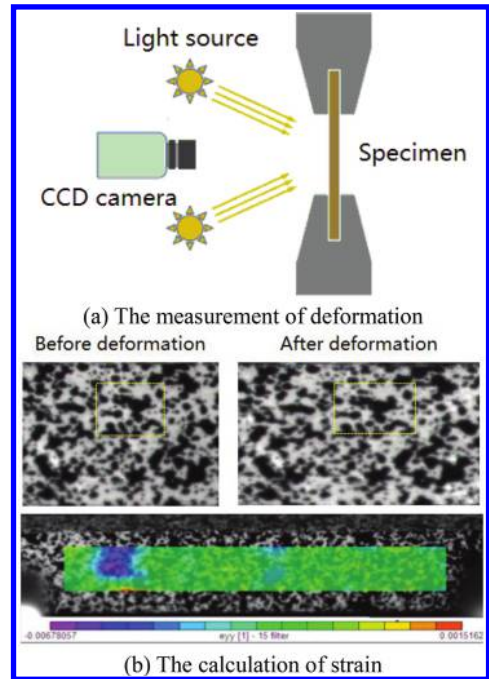 Light source
Specimen
CCD camera
(a) The measurement of deformation
Before deformation After deformation
-0.00678057 eyy [1] - 15 filter 0.0015162
(b) The calculation of strain